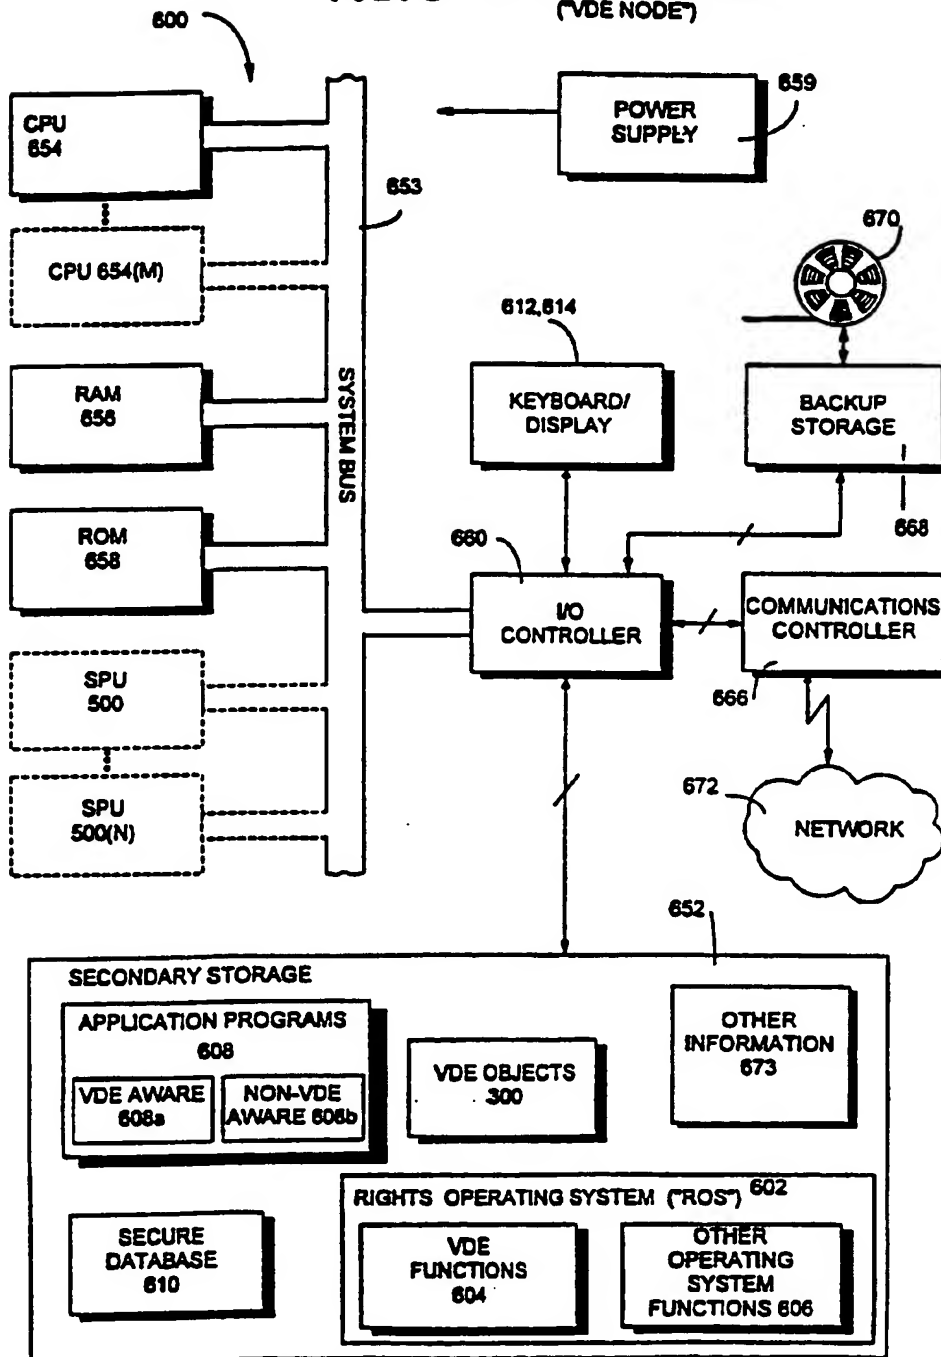 ("VDE NODE")
600
CPU
654
CPU 654(M)
RAM
656
ROM
658
SPU
500
SPU
500(N)
SYSTEM BUS
653
POWER
SUPPLY
659
670
612,614
KEYBOARD/
DISPLAY
BACKUP
STORAGE
668
660
I/O
CONTROLLER
COMMUNICATIONS
CONTROLLER
666
672
NETWORK
652
SECONDARY STORAGE
APPLICATION PROGRAMS
608
VDE AWARE
608a
NON-VDE
AWARE 608b
VDE OBJECTS
300
OTHER
INFORMATION
673
SECURE
DATABASE
610
RIGHTS OPERATING SYSTEM ("ROS") 602
VDE
FUNCTIONS
604
OTHER
OPERATING
SYSTEM
FUNCTIONS 606